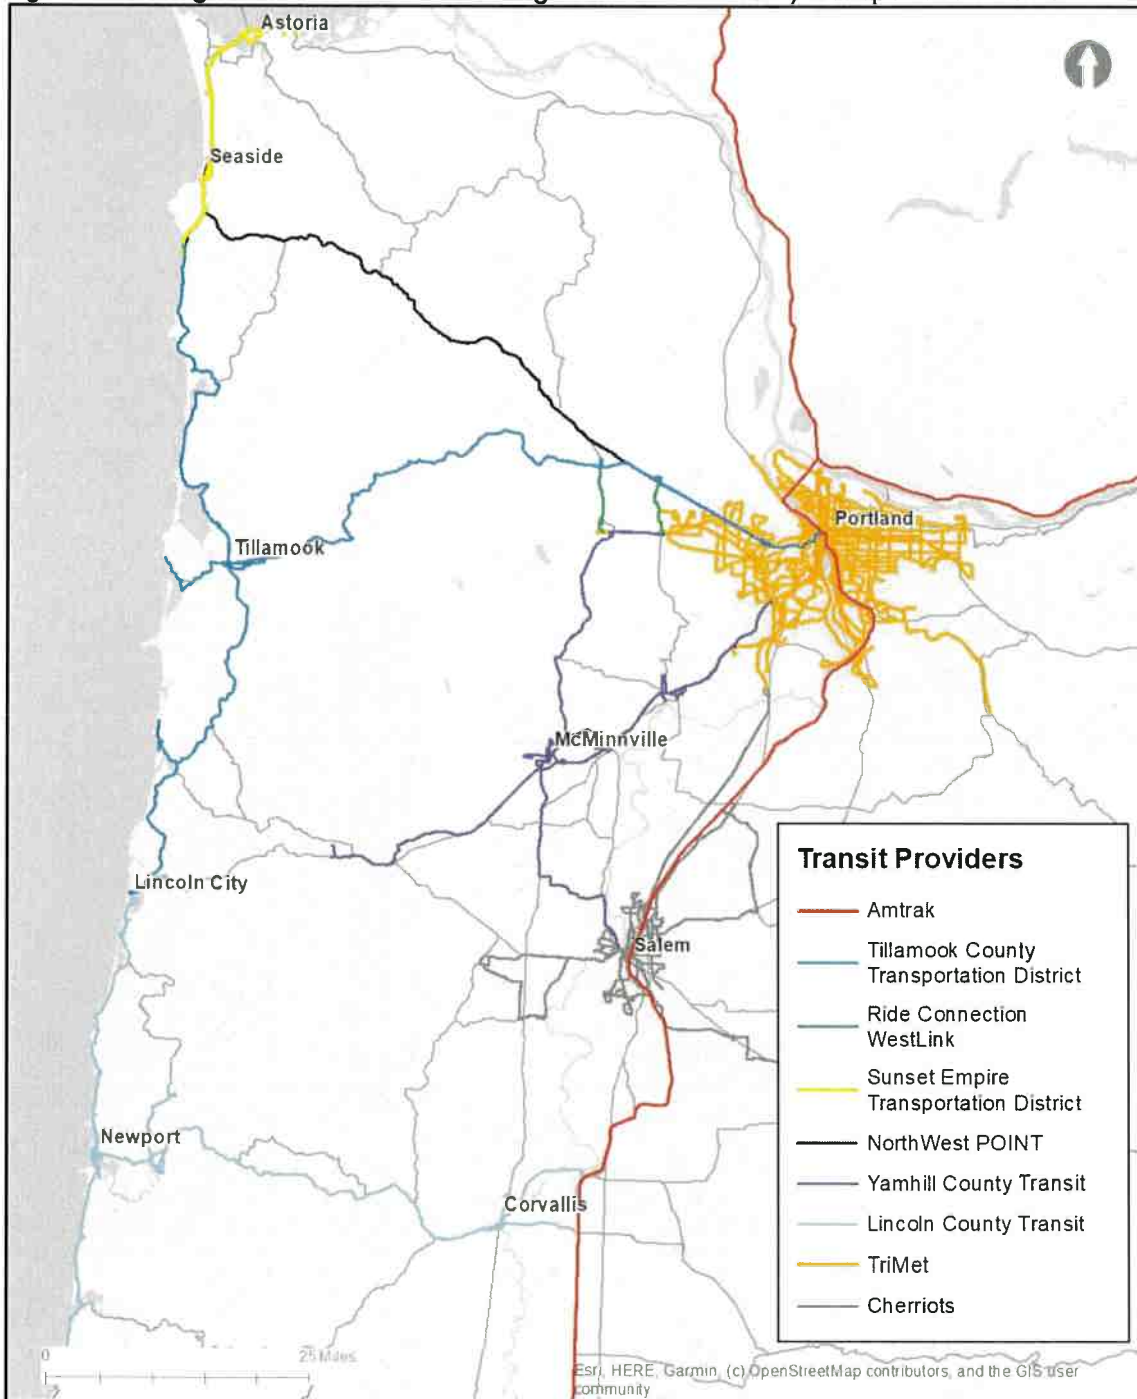 Astoria
Seaside
Portland
Tillamook
McMinnville
Lincoln City
Salem
Newport
Corvallis
Transit Providers
Amtrak
Tillamook County
Transportation District
Ride Connection
WestLink
Sunset Empire
Transportation District
NorthWest POINT
Yamhill County Transit
Lincoln County Transit
TriMet
Cherriots
0
25 Miles
Esri, HERE, Garmin, (c) OpenStreetMap contributors, and the GIS user
community